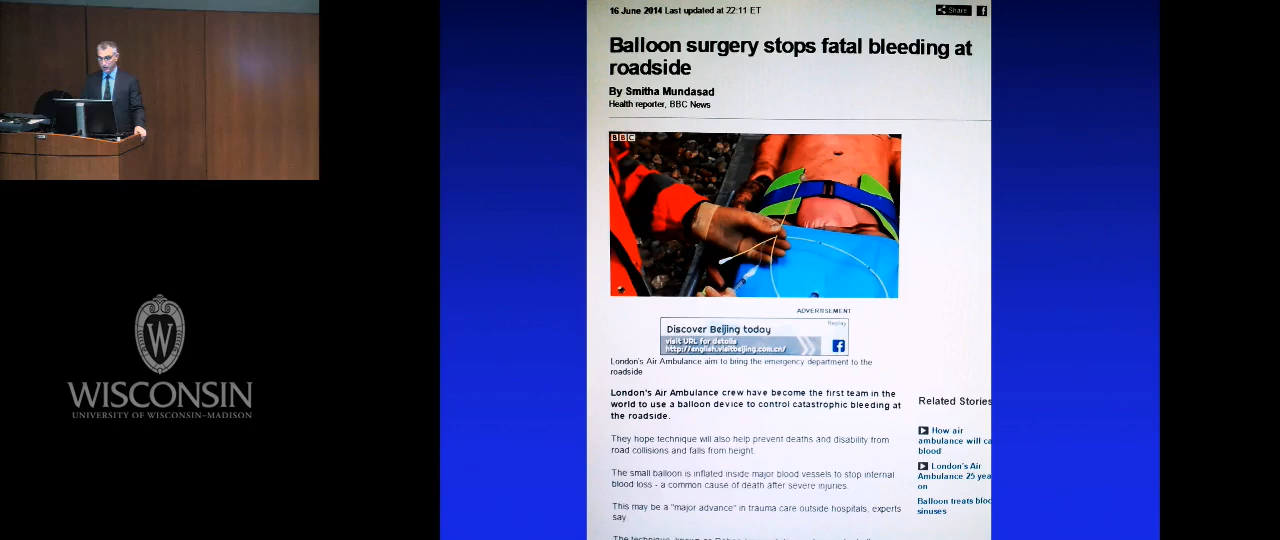 16 June 2014 Last updated at 22:11 ET
Share
Balloon surgery stops fatal bleeding at
roadside
By Smitha Mundasad
Health reporter, BBC News
BBC
ADVERTISEMENT
Replay
Discover Beijing today
visit URL for details
http://english.visitbeijing.com.cn/
London's Air Ambulance aim to bring the emergency department to the
roadside
London's Air Ambulance crew have become the first team in the
world to use a balloon device to control catastrophic bleeding at
the roadside.
They hope technique will also help prevent deaths and disability from
road collisions and falls from height.
The small balloon is inflated inside major blood vessels to stop internal
blood loss - a common cause of death after severe injuries.
This may be a "major advance" in trauma care outside hospitals, experts
say
Related Stories
How air
ambulance will ca
blood
London's Air
Ambulance 25 yea
on
Balloon treats bloc
sinuses
W
WISCONSIN
UNIVERSITY OF WISCONSIN–MADISON